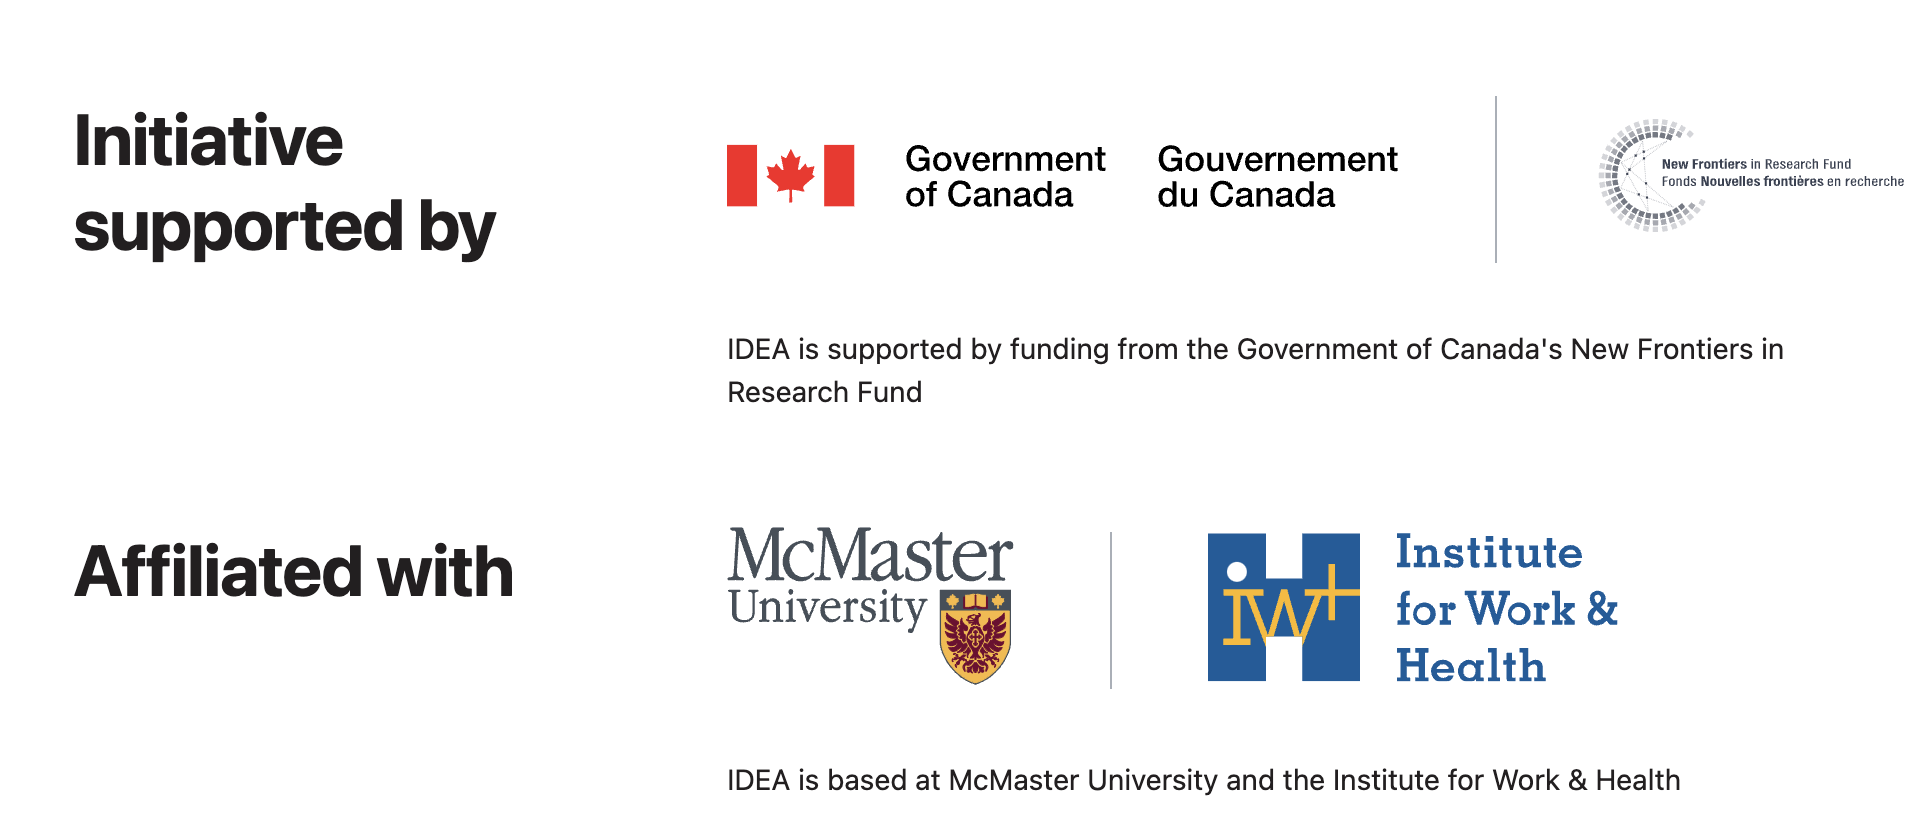 Initiative
supported by
Government
of Canada
Gouvernement
du Canada
New Frontiers in Research Fund
Fonds Nouvelles frontières en recherche
IDEA is supported by funding from the Government of Canada's New Frontiers in
Research Fund
Affiliated with
McMaster
University
iw+
Institute
for Work &
Health
IDEA is based at McMaster University and the Institute for Work & Health